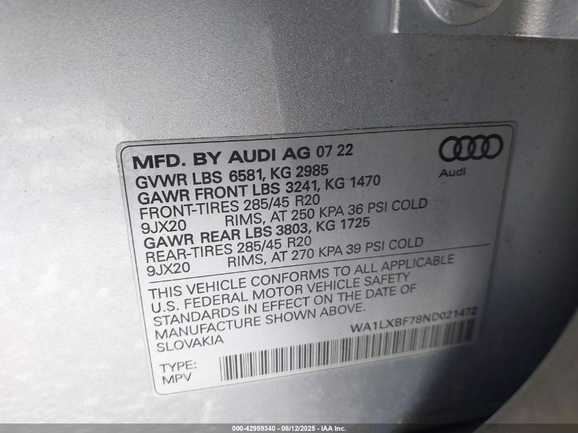 MFD. BY AUDI AG 07 22
GVWR LBS 6581, KG 2985
GAWR FRONT LBS 3241, KG 1470
FRONT-TIRES 285/45 R20
9JX20 RIMS, AT 250 KPA 36 PSI COLD
GAWR REAR LBS 3803, KG 1725
REAR-TIRES 285/45 R20
9JX20 RIMS, AT 270 KPA 39 PSI COLD
Audi
THIS VEHICLE CONFORMS TO ALL APPLICABLE
U.S. FEDERAL MOTOR VEHICLE SAFETY
STANDARDS IN EFFECT ON THE DATE OF
MANUFACTURE SHOWN ABOVE.
SLOVAKIA
WA1LXBF78ND021472
TYPE:
MPV
000-42959340 - 08/12/2025 - IAA Inc.